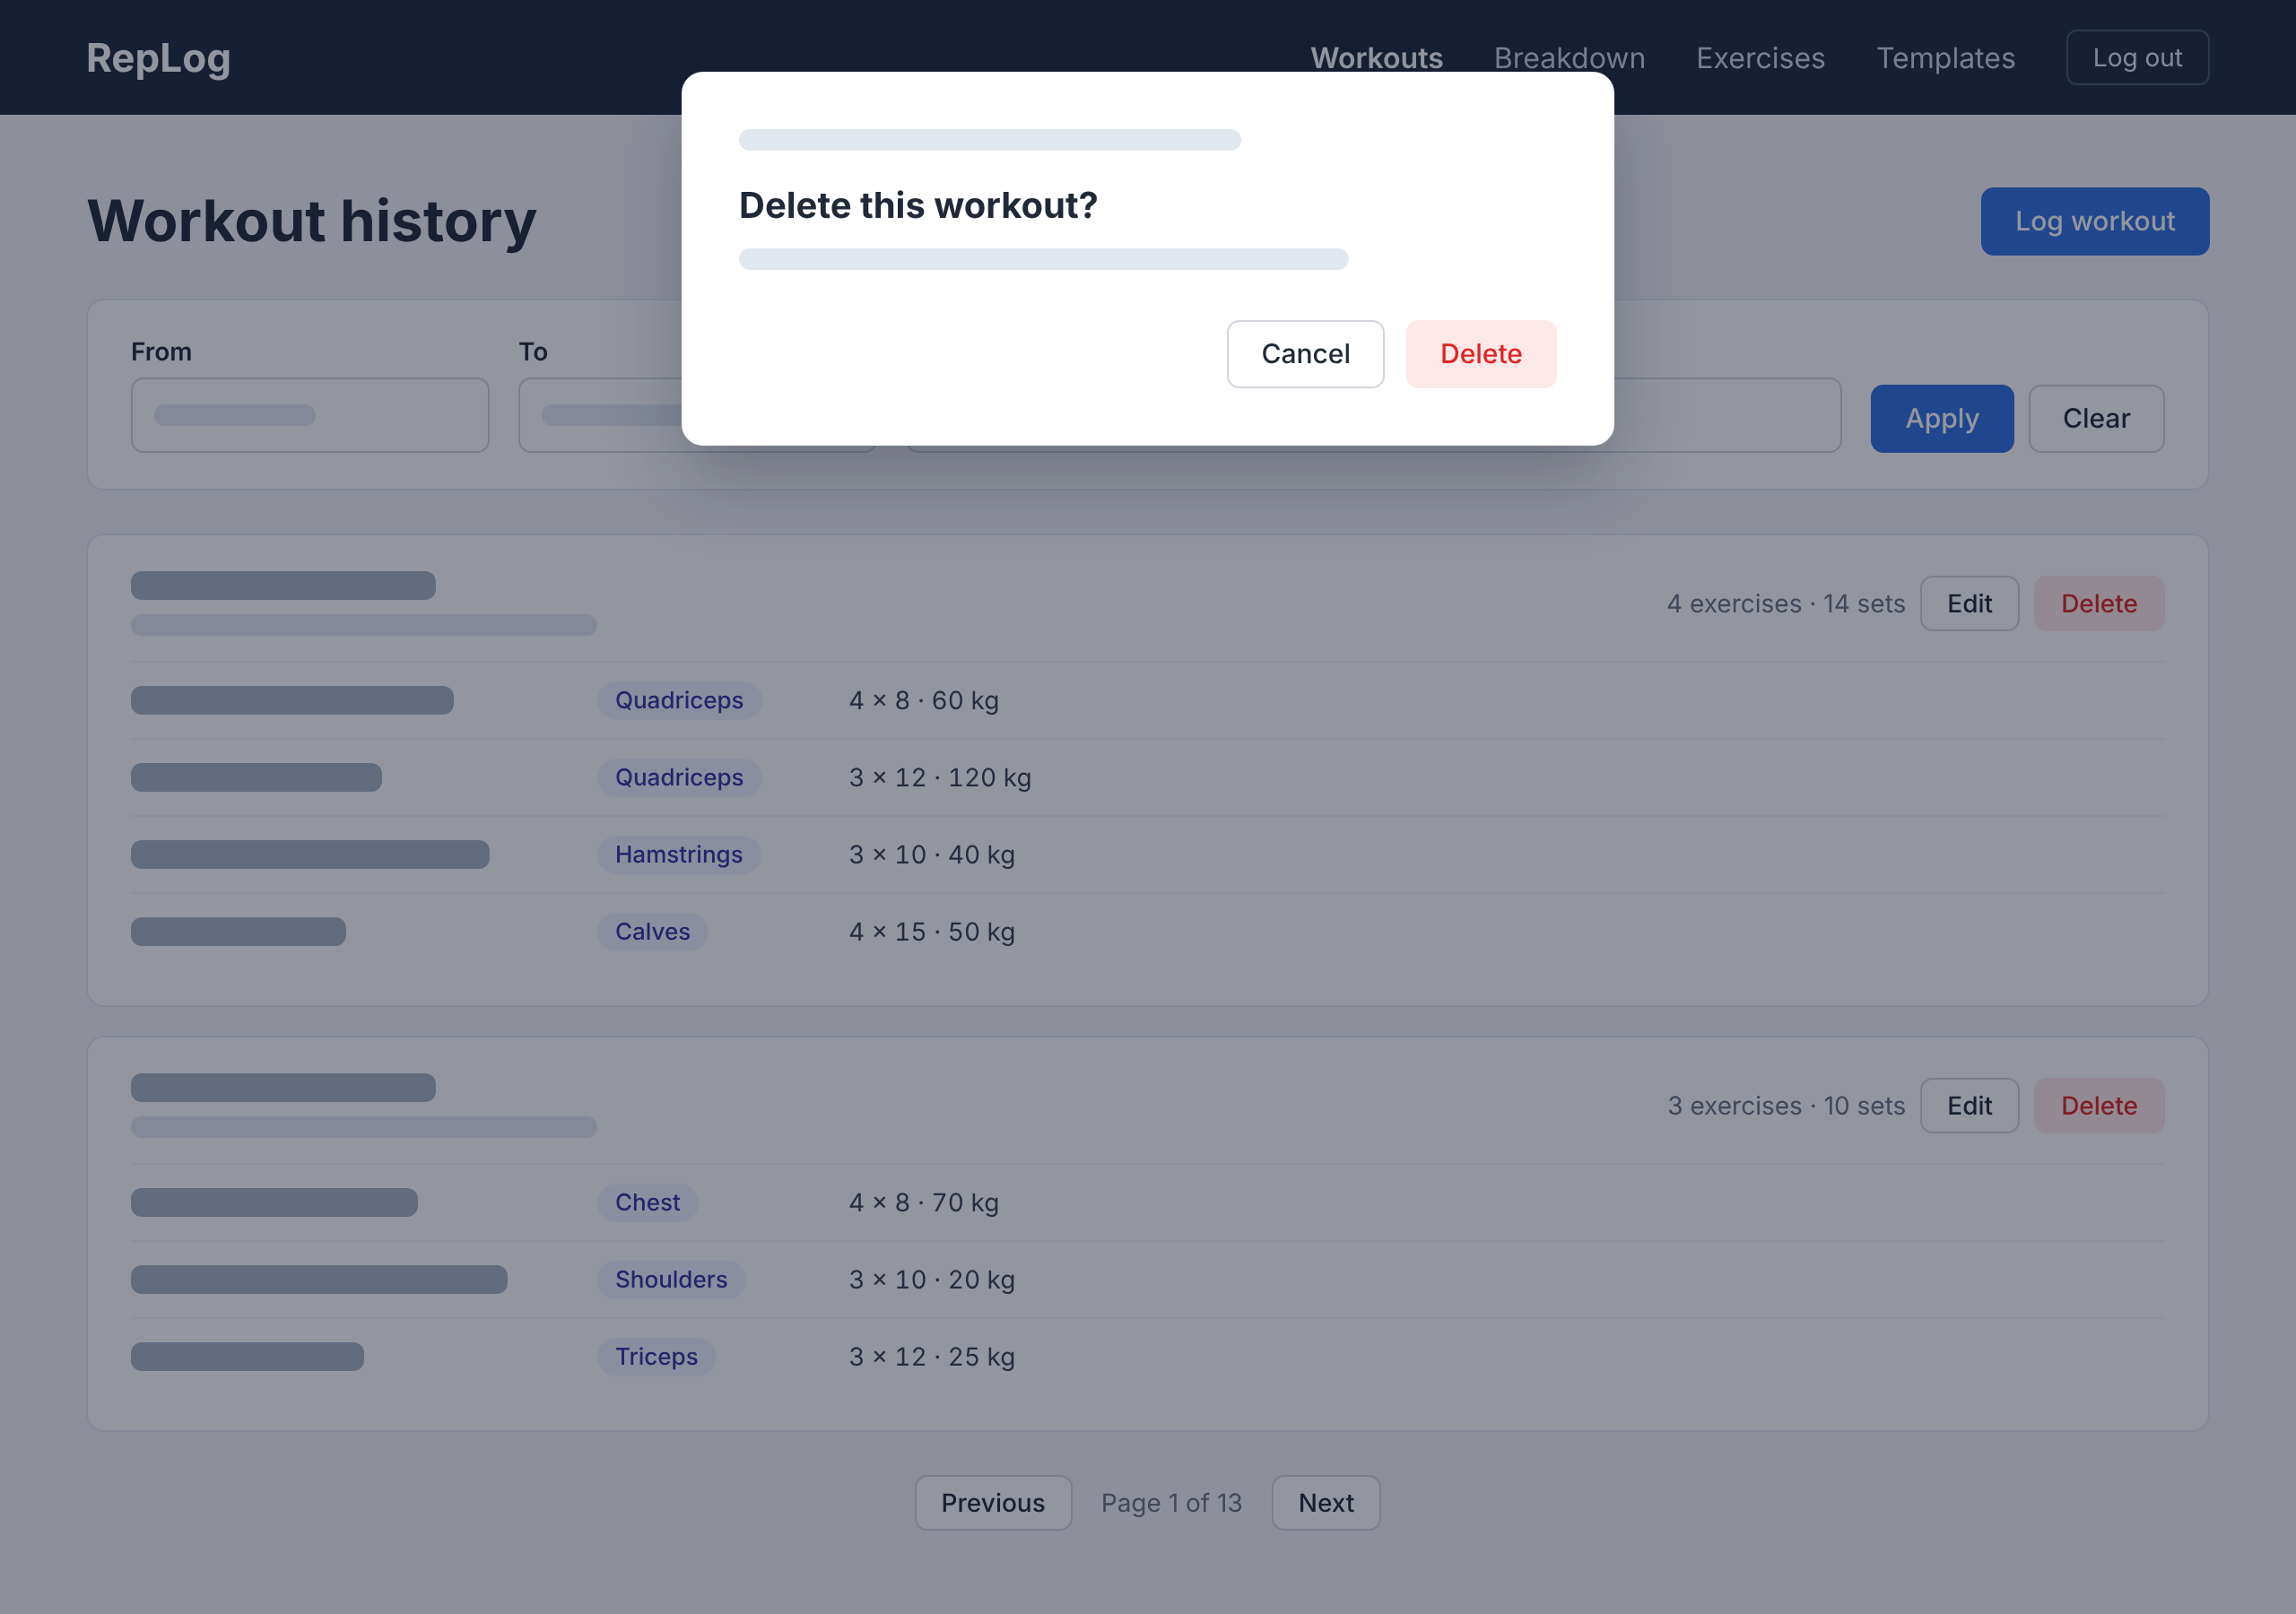 RepLog
Workouts Breakdown Exercises Templates Log out
Delete this workout?
Cancel Delete
Workout history
Log workout
From To
Apply Clear
4 exercises · 14 sets Edit Delete
Quadriceps 4 × 8 · 60 kg
Quadriceps 3 × 12 · 120 kg
Hamstrings 3 × 10 · 40 kg
Calves 4 × 15 · 50 kg
3 exercises · 10 sets Edit Delete
Chest 4 × 8 · 70 kg
Shoulders 3 × 10 · 20 kg
Triceps 3 × 12 · 25 kg
Previous Page 1 of 13 Next